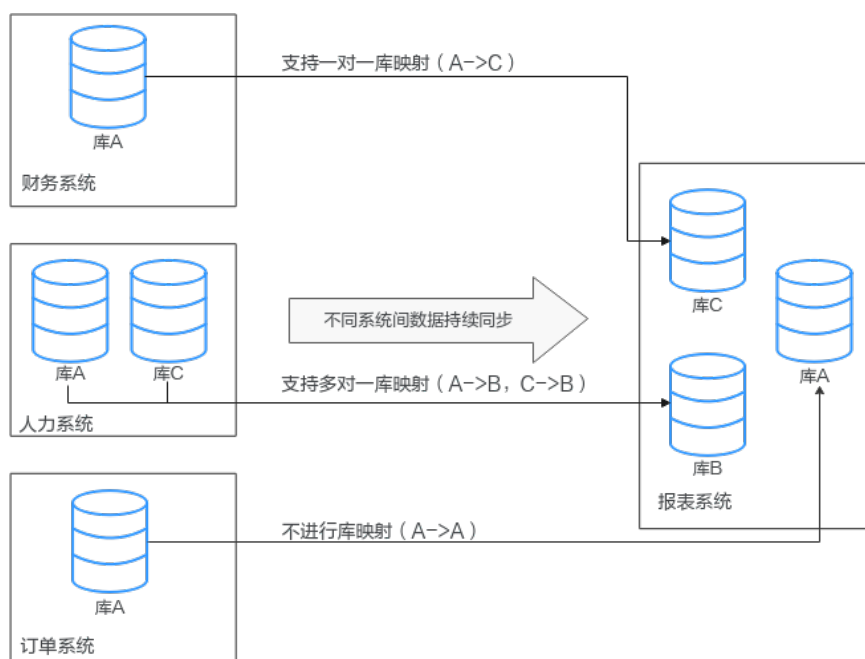 支持一对一库映射（A->C）
库A
财务系统
库C
库A
不同系统间数据持续同步
库A
库C
支持多对一库映射（A->B，C->B）
人力系统
库B
报表系统
不进行库映射（A->A）
库A
订单系统